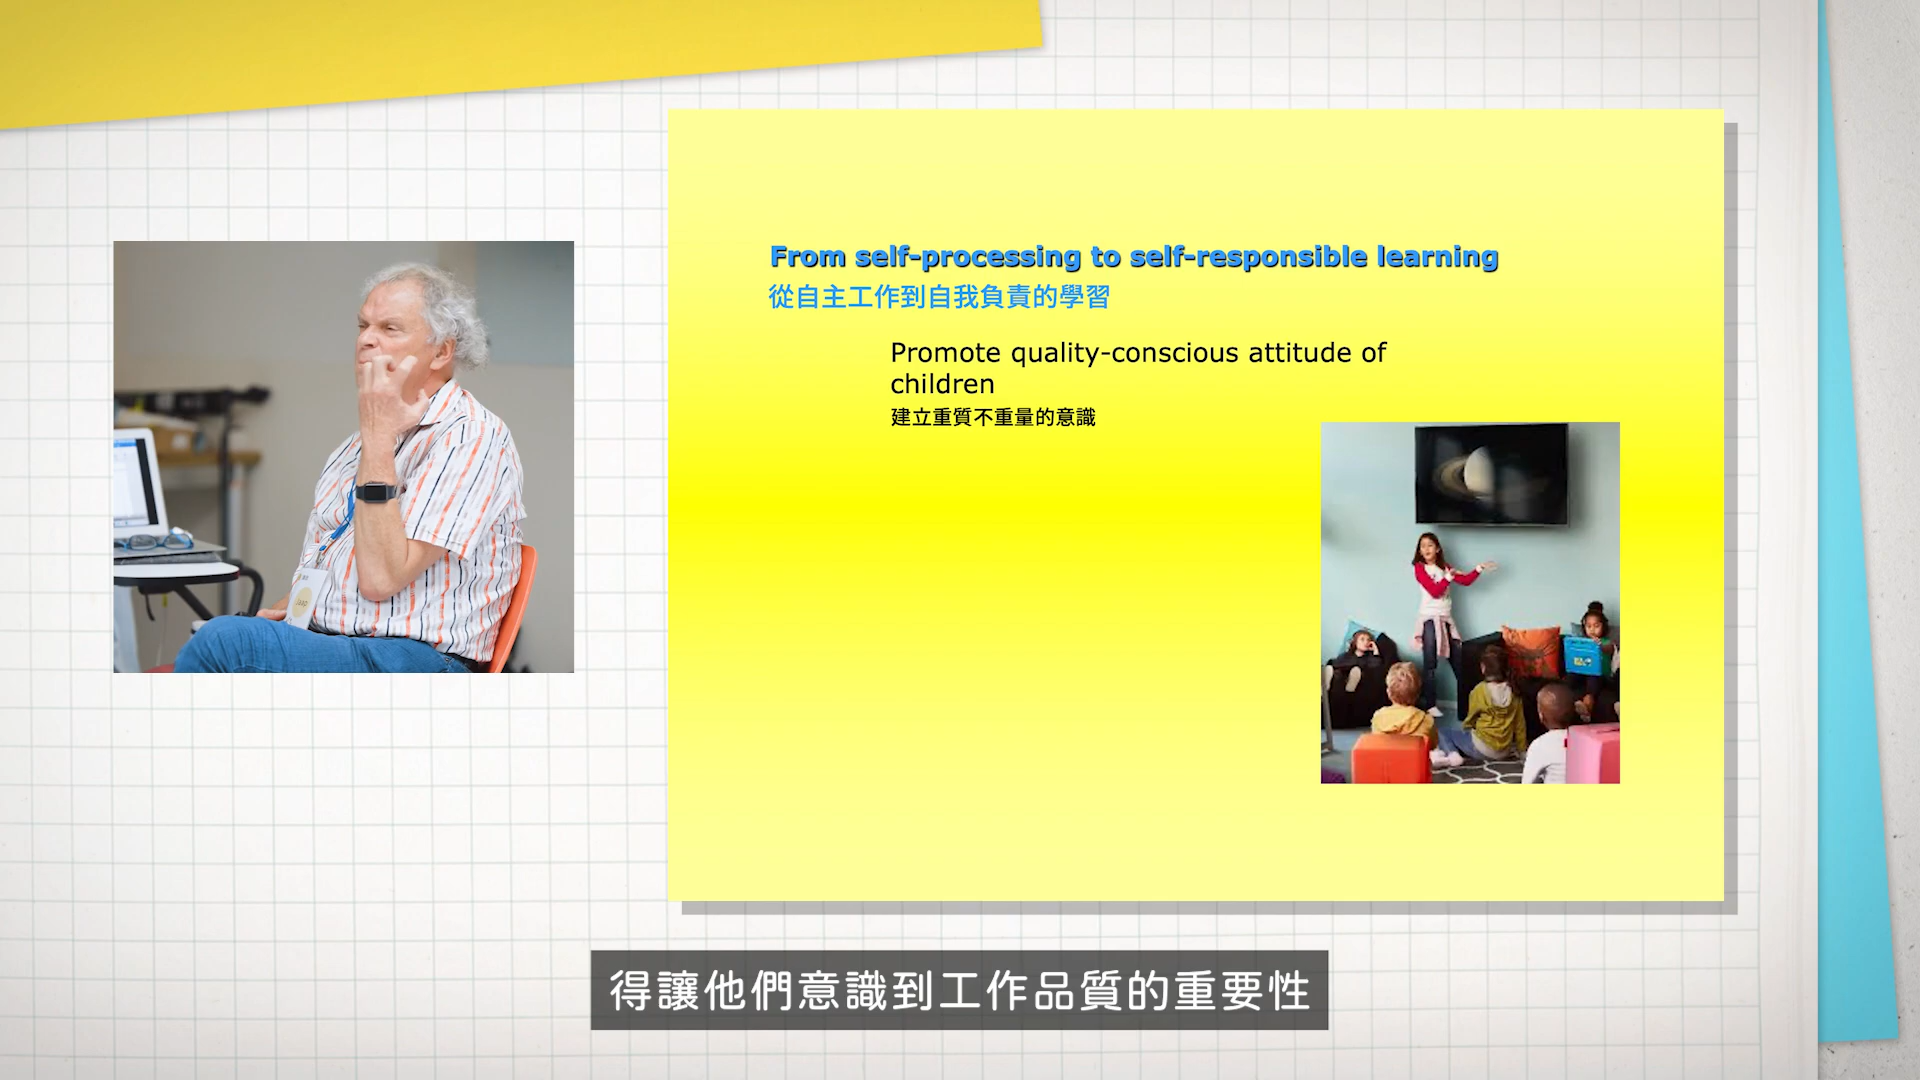 From self-processing to self-responsible learning
從自主工作到自我負責的學習
Promote quality-conscious attitude of
children
建立重質不重量的意識
得讓他們意識到工作品質的重要性